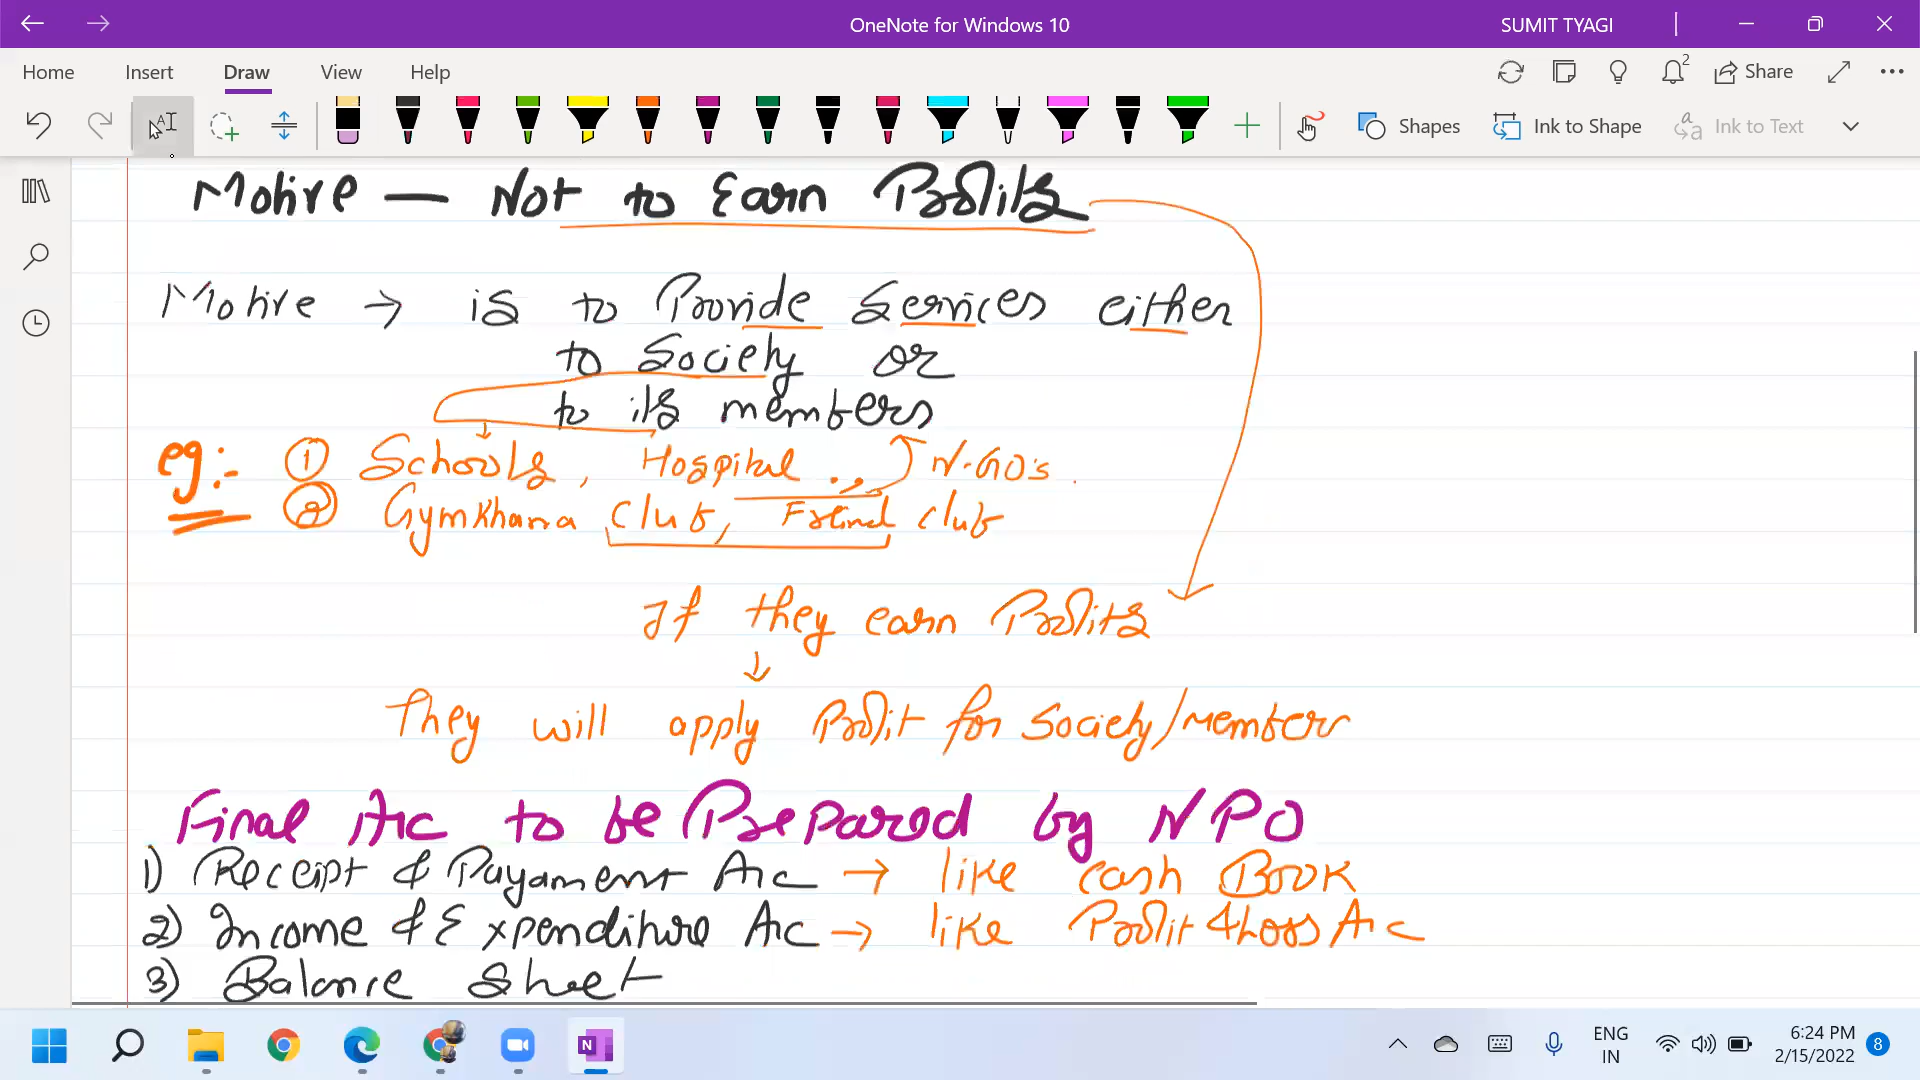 OneNote for Windows 10
SUMIT TYAGI
Home Insert Draw View Help
2 Share
Shapes Ink to Shape Ink to Text
Motive — Not to Earn Profits
Motive → is to Provide Services either
to Society or
to its members
eg:- ① Schools, Hospital.., N.GO's.
② Gymkhana Club, Friend club
If they earn Profits
↓
They will apply Profit for Society/members
Final A/c to be Prepared by NPO
1) Receipt & Payament A/c → like cash Book
2) Income & Expenditure A/c → like Profit & Loss A/c
3) Balance Sheet
ENG
IN
6:24 PM
2/15/2022
8